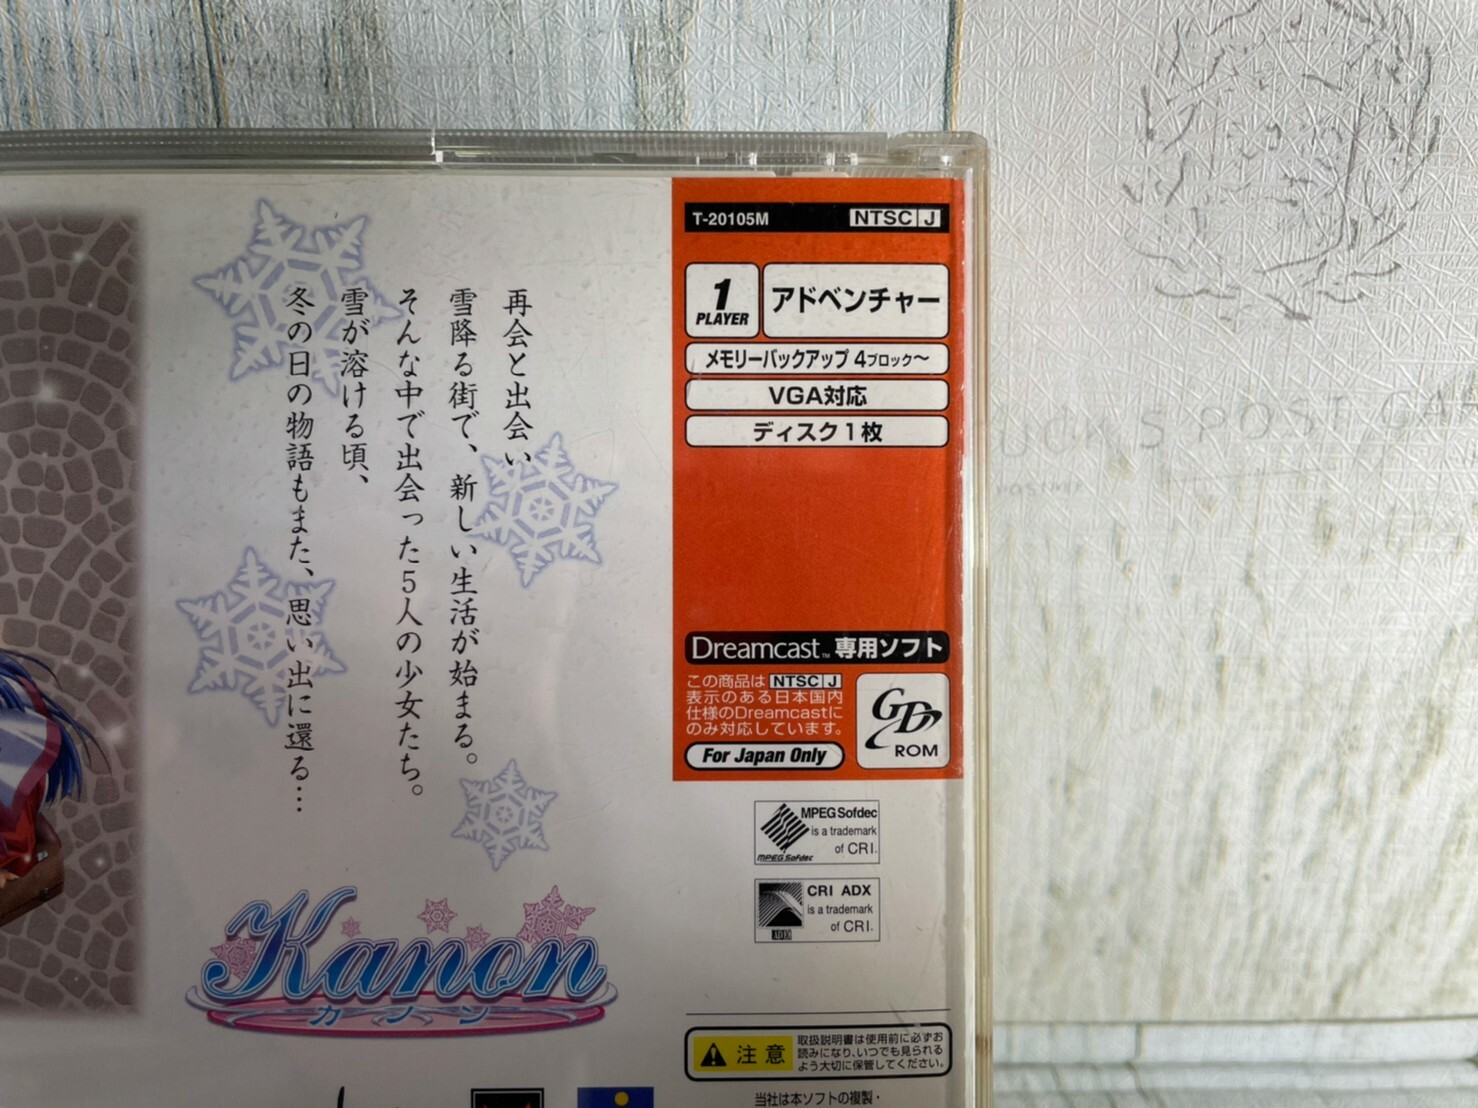 T-20105M NTSC J
1 PLAYER アドベンチャー
メモリーバックアップ 4ブロック〜
VGA対応
ディスク1枚
再会と出会い
雪降る街で、新しい生活が始まる。
そんな中で出会った5人の少女たち。
雪が溶ける頃、
冬の日の物語もまた、思い出に還る…
Dreamcast™ 専用ソフト
この商品は NTSC J
表示のある日本国内
仕様のDreamcastに
のみ対応しています。
For Japan Only
GD ROM
MPEG Sofdec
is a trademark
of CRI.
MPEG Sofdec
CRI ADX
is a trademark
of CRI.
ADX
Kanon
カノン
注意
取扱説明書は使用前に必ずお
読みになり、いつでも見られる
よう大切に保管してください。
当社は本ソフトの複製・
S POST CA